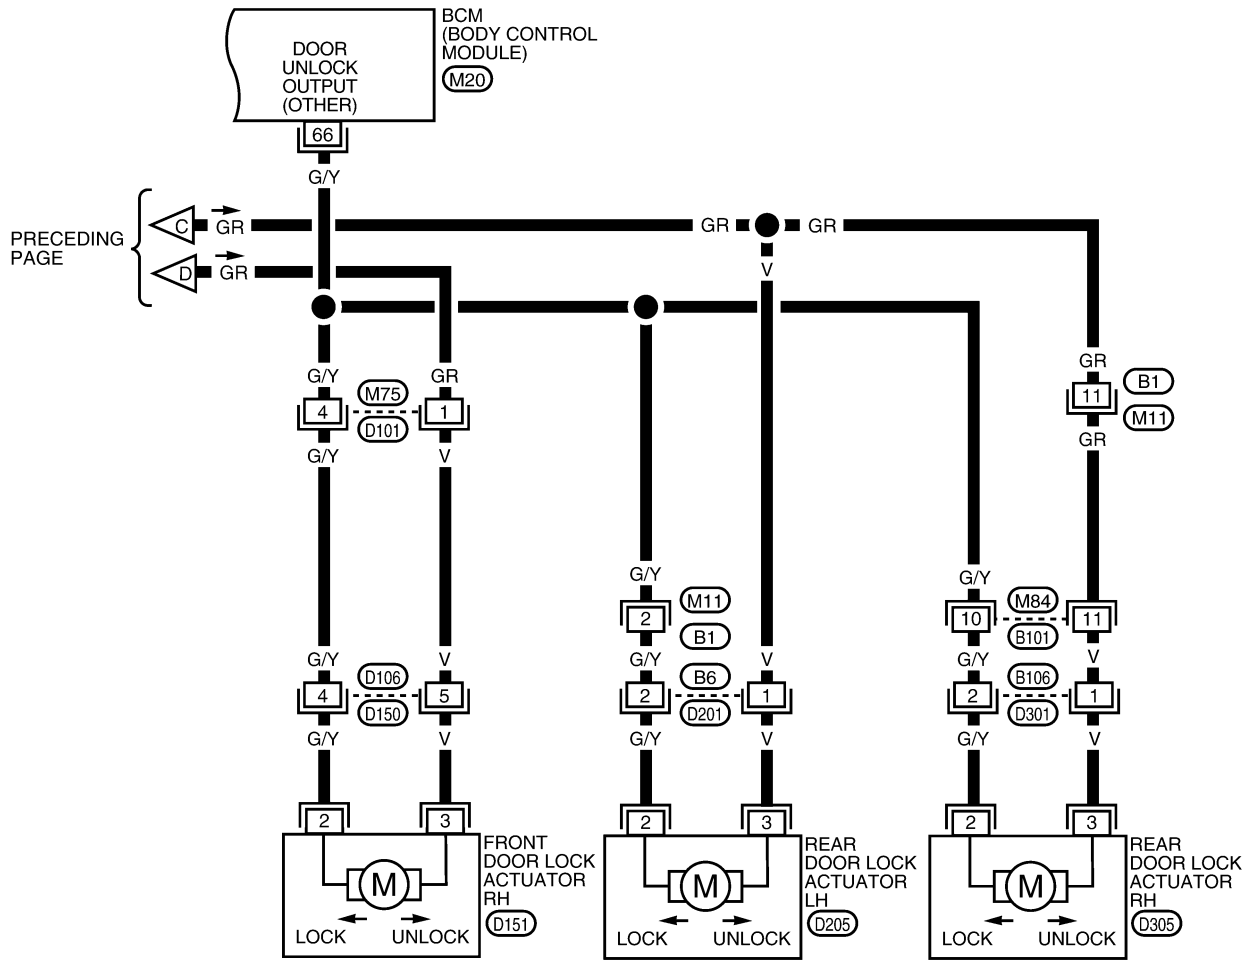 BCM
(BODY CONTROL
MODULE)
M20
DOOR
UNLOCK
OUTPUT
(OTHER)
66
G/Y
PRECEDING
PAGE
C
GR
GR
GR
D
GR
V
G/Y
GR
M75
4
1
D101
G/Y
V
GR
B1
11
M11
GR
G/Y
M11
2
B1
G/Y
M84
10
11
B101
G/Y
V
D106
4
5
D150
G/Y
V
G/Y
V
B6
2
1
D201
G/Y
V
G/Y
V
B106
2
1
D301
G/Y
V
2
3
M
LOCK
UNLOCK
FRONT
DOOR LOCK
ACTUATOR
RH
D151
2
3
M
LOCK
UNLOCK
REAR
DOOR LOCK
ACTUATOR
LH
D205
2
3
M
LOCK
UNLOCK
REAR
DOOR LOCK
ACTUATOR
RH
D305